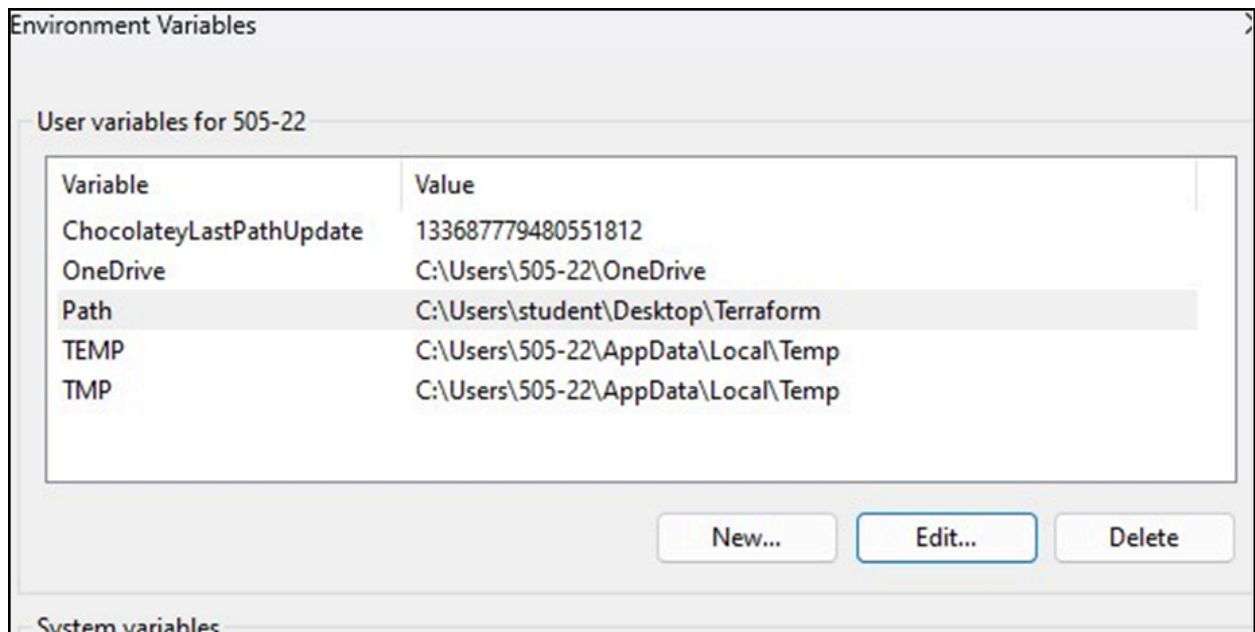 Environment Variables
User variables for 505-22
Variable Value
ChocolateyLastPathUpdate 133687779480551812
OneDrive C:\Users\505-22\OneDrive
Path C:\Users\student\Desktop\Terraform
TEMP C:\Users\505-22\AppData\Local\Temp
TMP C:\Users\505-22\AppData\Local\Temp
New... Edit... Delete
System variables